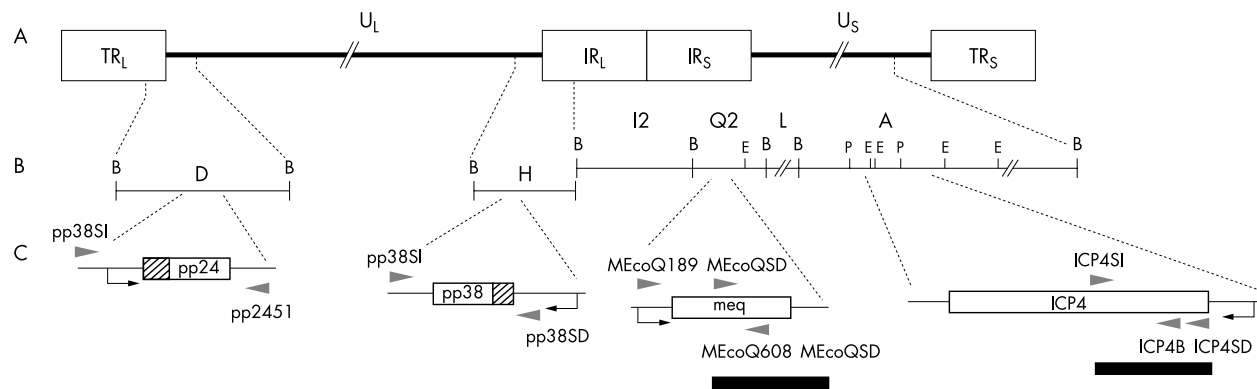 A
TRL
UL
IRL
IRS
US
TRS
I2 Q2 L A
B
B D B
B H B
B E B B P E E P E E B
C
pp38SI
pp24
pp2451
pp38SI
pp38
pp38SD
MEcoQ189 MEcoQSD
meq
MEcoQ608 MEcoQSD
ICP4SI
ICP4
ICP4B ICP4SD